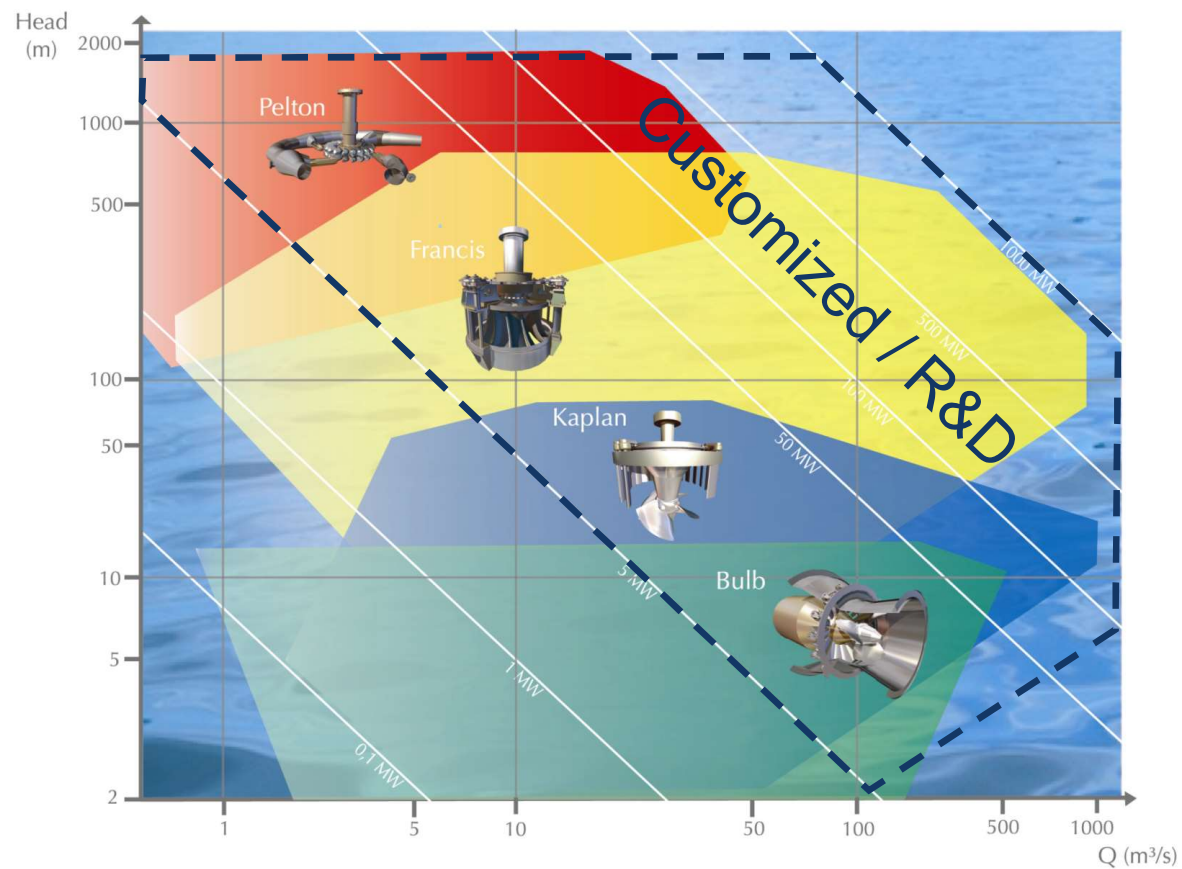 Head
(m)
2000
1000
500
100
50
10
5
2
Pelton
Francis
Kaplan
Bulb
Customized / R&D
1000 MW
500 MW
100 MW
50 MW
5 MW
1 MW
0,1 MW
1
5
10
50
100
500
1000
Q (m³/s)